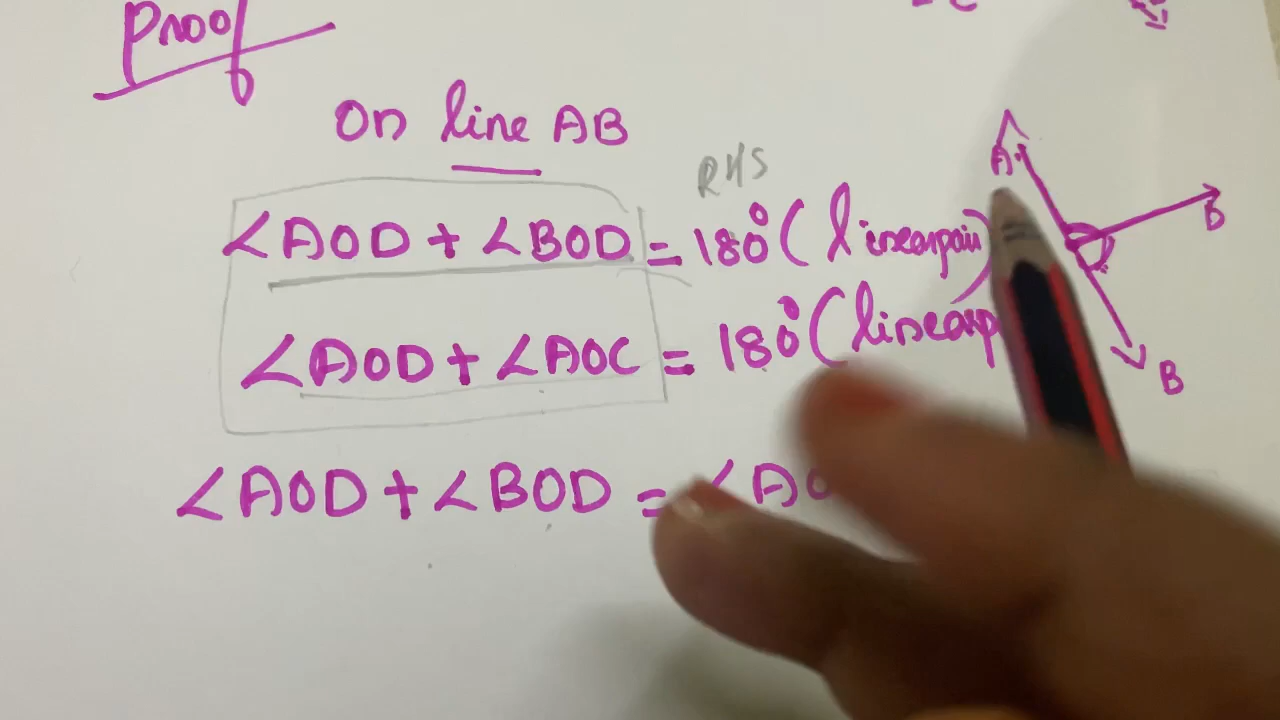 Proof
On line AB
RHS
∠AOD + ∠BOD = 180° (linearpair)
∠AOD + ∠AOC = 180° (linearp
∠AOD + ∠BOD = ∠AO
A
B
B